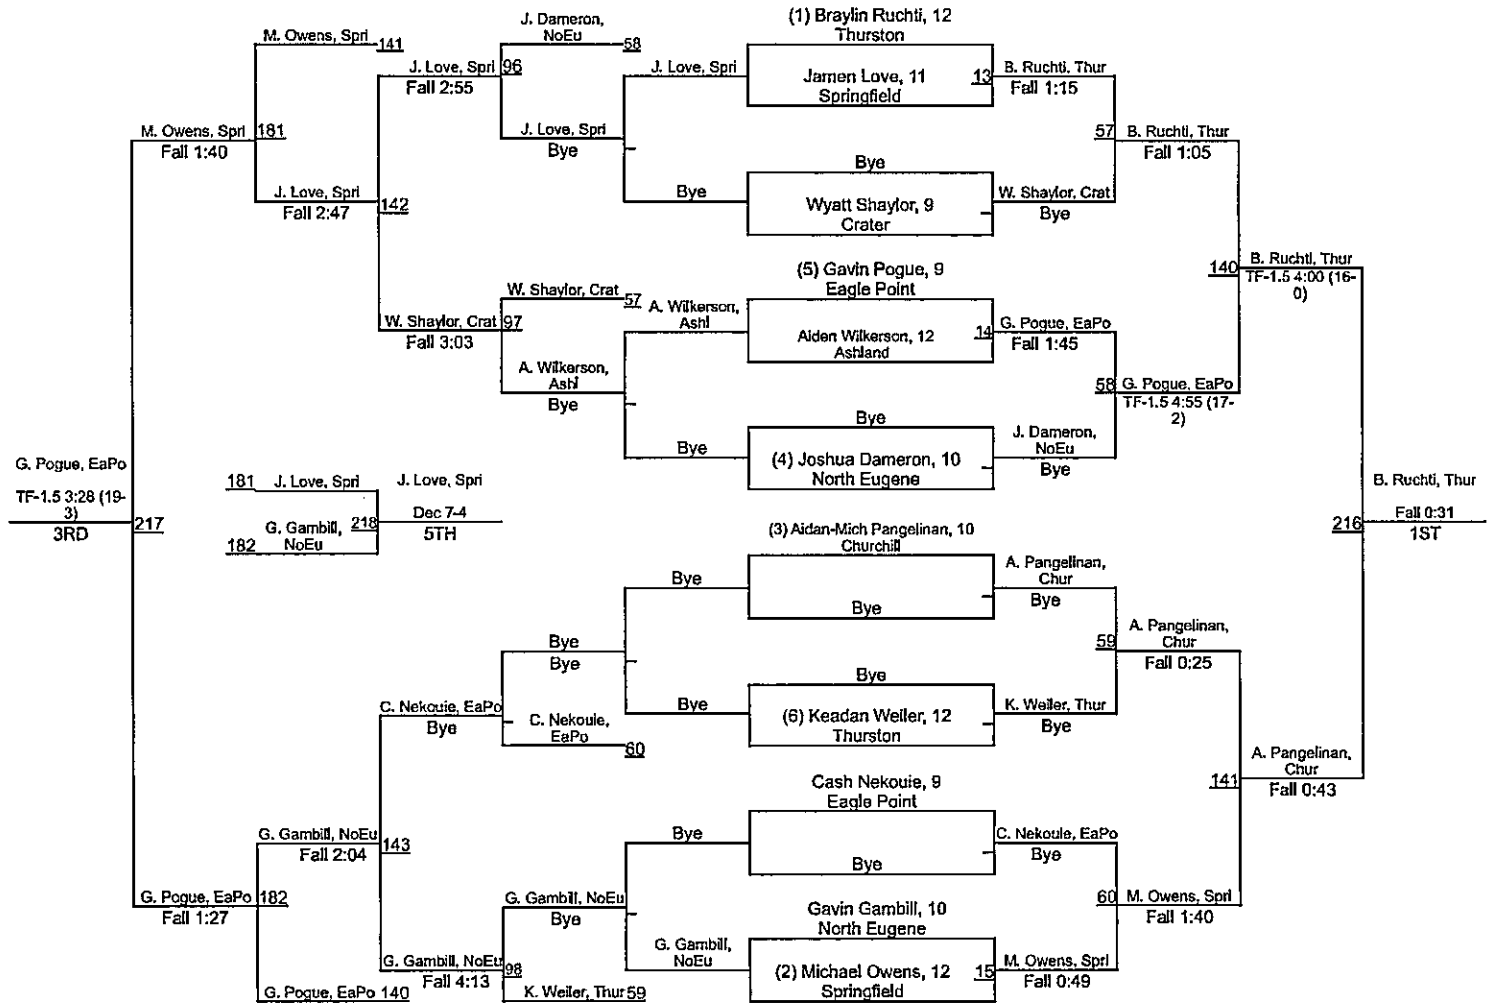 J. Dameron,
NoEu
58
(1) Braylin Ruchti, 12
Thurston
M. Owens, Spri 141
J. Love, Spri 96
Fall 2:55
J. Love, Spri
Jamen Love, 11
Springfield
13
B. Ruchti, Thur
Fall 1:15
M. Owens, Spri 181
Fall 1:40
J. Love, Spri
Bye
57
B. Ruchti, Thur
Fall 1:05
Bye
J. Love, Spri
Fall 2:47
142
Bye
Wyatt Shaylor, 9
Crater
W. Shaylor, Crat
Bye
(5) Gavin Pogue, 9
Eagle Point
140
B. Ruchti, Thur
TF-1.5 4:00 (16-
0)
W. Shaylor, Crat 57
W. Shaylor, Crat 97
Fall 3:03
A. Wilkerson,
Ashl
Aiden Wilkerson, 12
Ashland
14
G. Pogue, EaPo
Fall 1:45
A. Wilkerson,
Ashl
Bye
58
G. Pogue, EaPo
TF-1.5 4:55 (17-
2)
Bye
Bye
(4) Joshua Dameron, 10
North Eugene
J. Dameron,
NoEu
Bye
G. Pogue, EaPo
TF-1.5 3:28 (19-
3)
3RD
217
181
J. Love, Spri
G. Gambill,
NoEu
182
218
J. Love, Spri
Dec 7-4
5TH
216
B. Ruchti, Thur
Fall 0:31
1ST
(3) Aidan-Mich Pangelinan, 10
Churchill
Bye
Bye
A. Pangelinan,
Chur
Bye
Bye
Bye
59
A. Pangelinan,
Chur
Fall 0:25
Bye
Bye
(6) Keadan Weiler, 12
Thurston
K. Weiler, Thur
Bye
C. Nekouie, EaPo
Bye
C. Nekouie,
EaPo
60
141
A. Pangelinan,
Chur
Fall 0:43
Cash Nekouie, 9
Eagle Point
Bye
Bye
C. Nekouie, EaPo
Bye
G. Gambill, NoEu
Fall 2:04
143
G. Pogue, EaPo 182
Fall 1:27
G. Gambill, NoEu
Bye
60
M. Owens, Spri
Fall 1:40
Gavin Gambill, 10
North Eugene
G. Gambill, NoEu
Fall 4:13
98
G. Gambill,
NoEu
(2) Michael Owens, 12
Springfield
15
M. Owens, Spri
Fall 0:49
G. Pogue, EaPo 140
K. Weiler, Thur 59